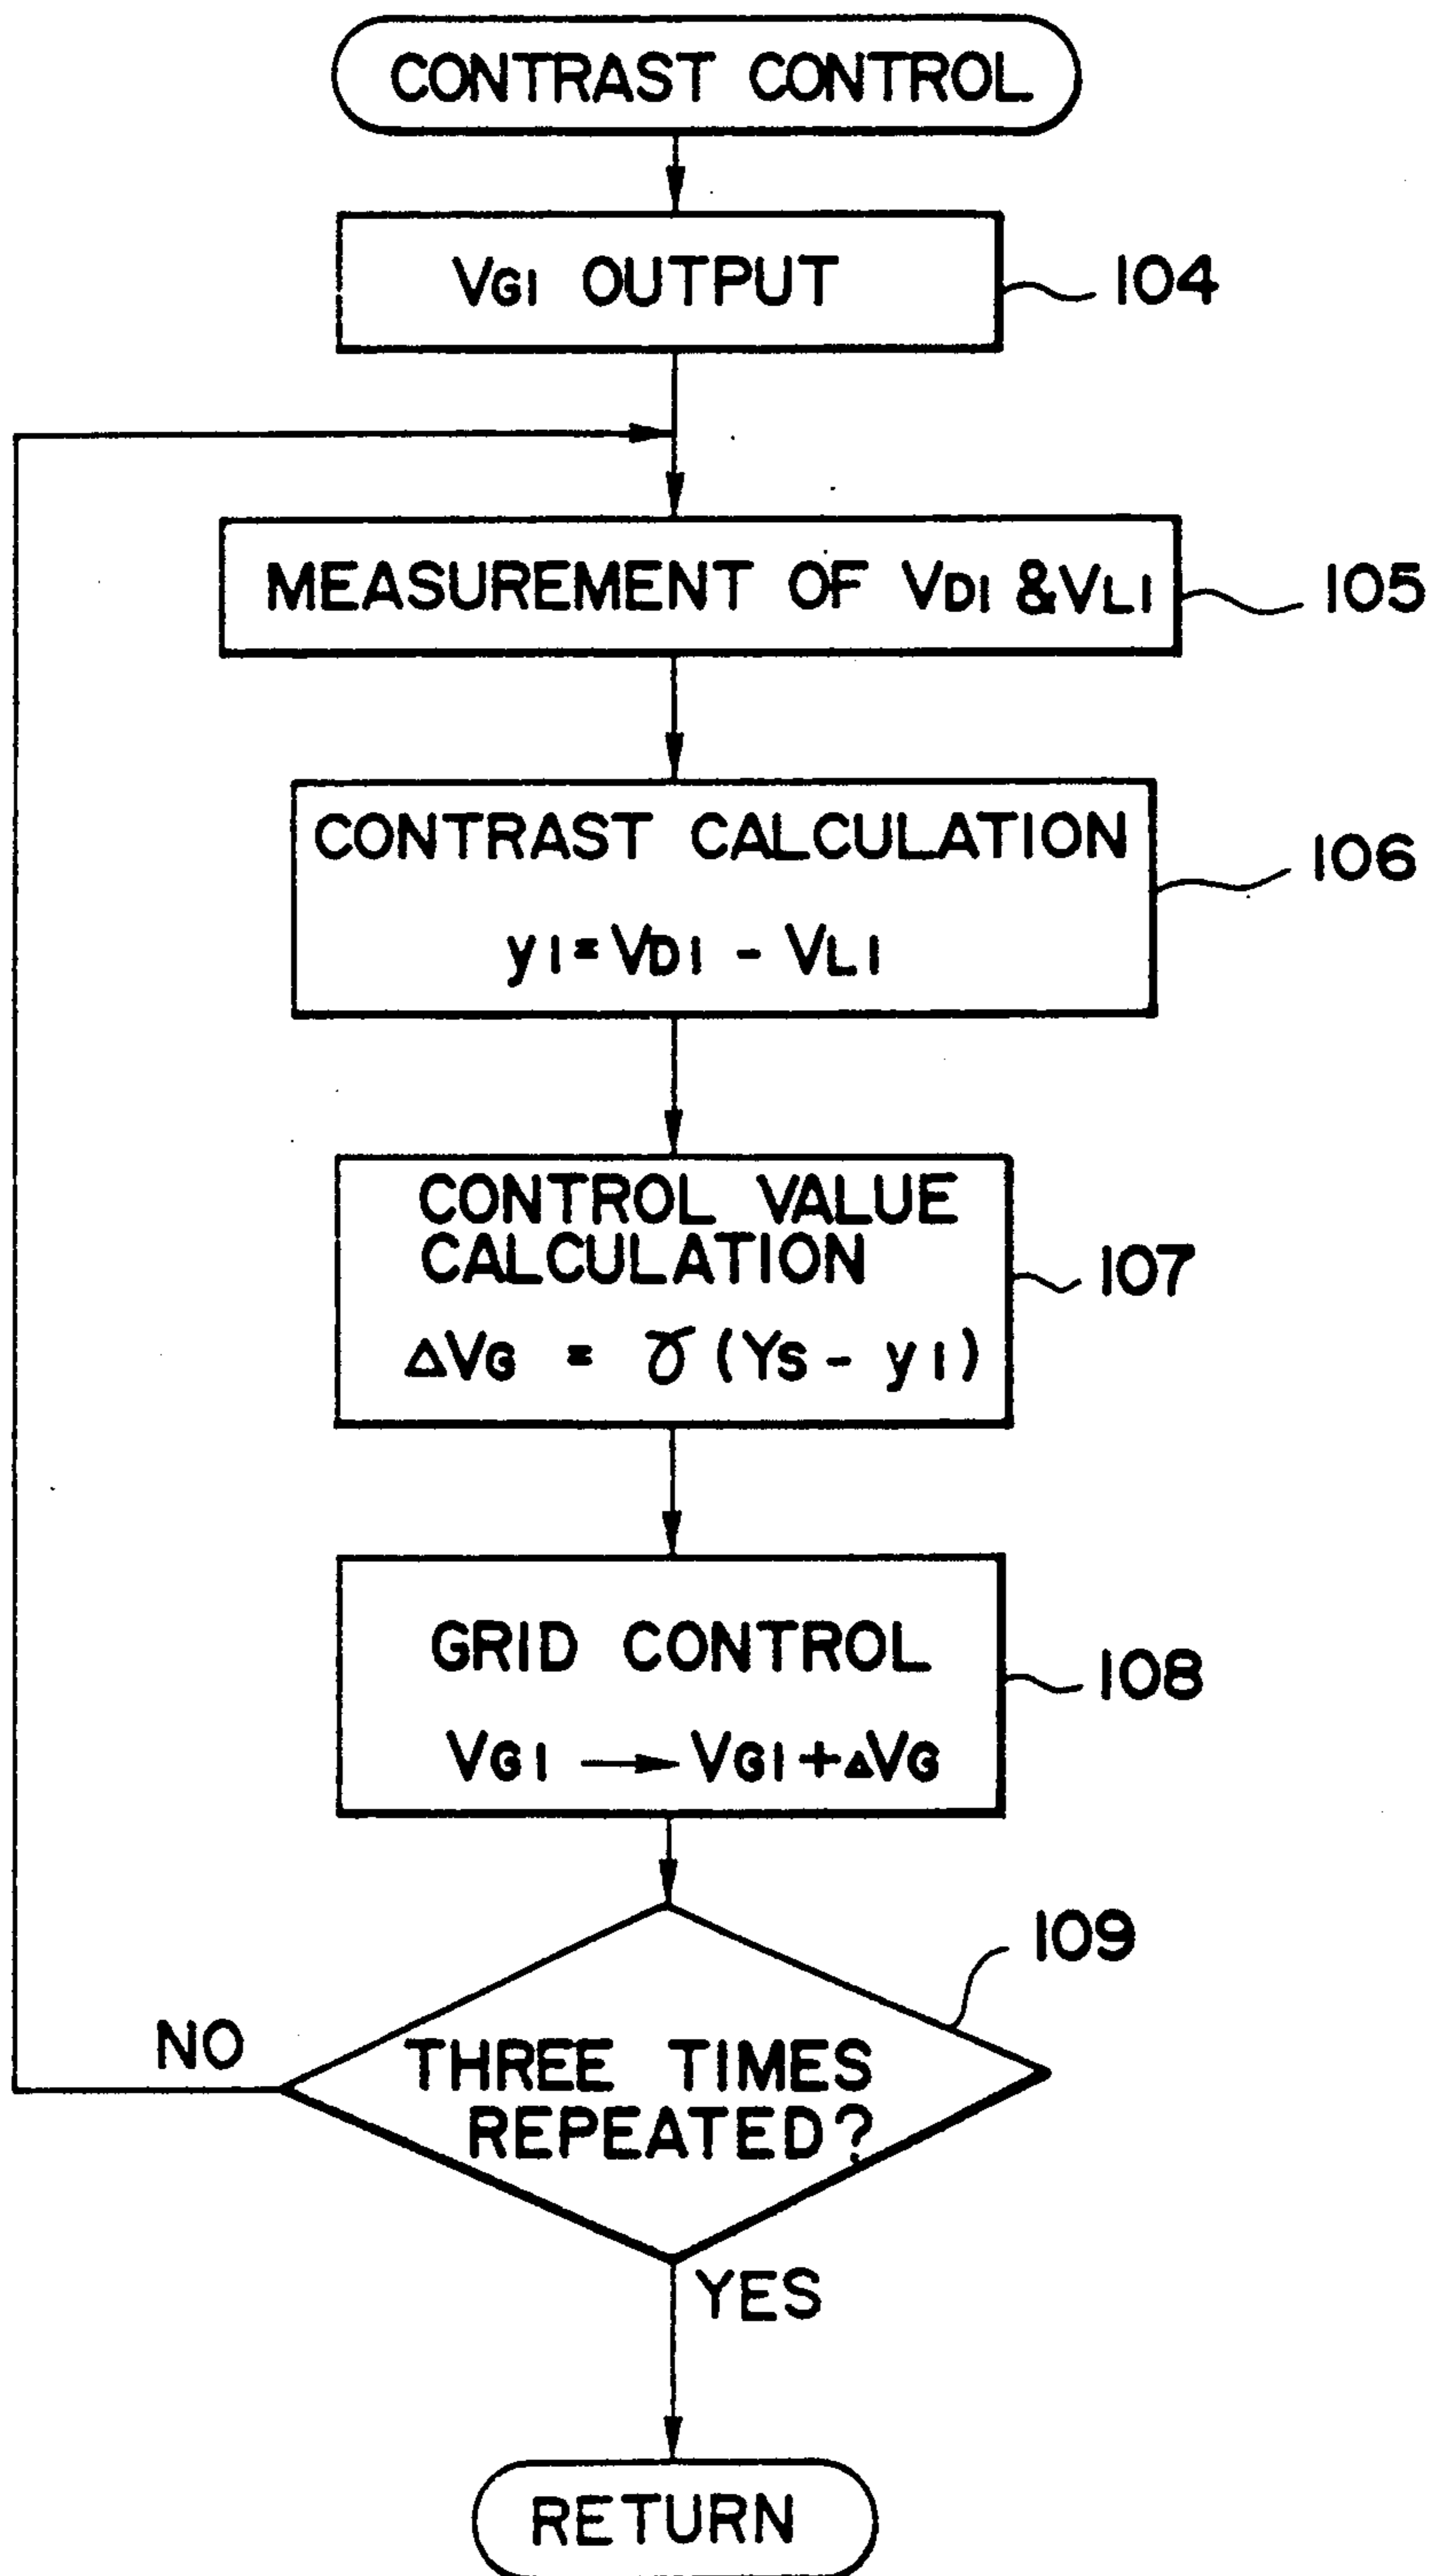 CONTRAST CONTROL
VG1 OUTPUT
104
MEASUREMENT OF VD1 & VL1
105
CONTRAST CALCULATION
106
y1 = VD1 - VL1
CONTROL VALUE
CALCULATION
107
ΔVG = γ (YS - y1)
GRID CONTROL
108
VG1 → VG1 + ΔVG
109
NO
THREE TIMES
REPEATED?
YES
RETURN